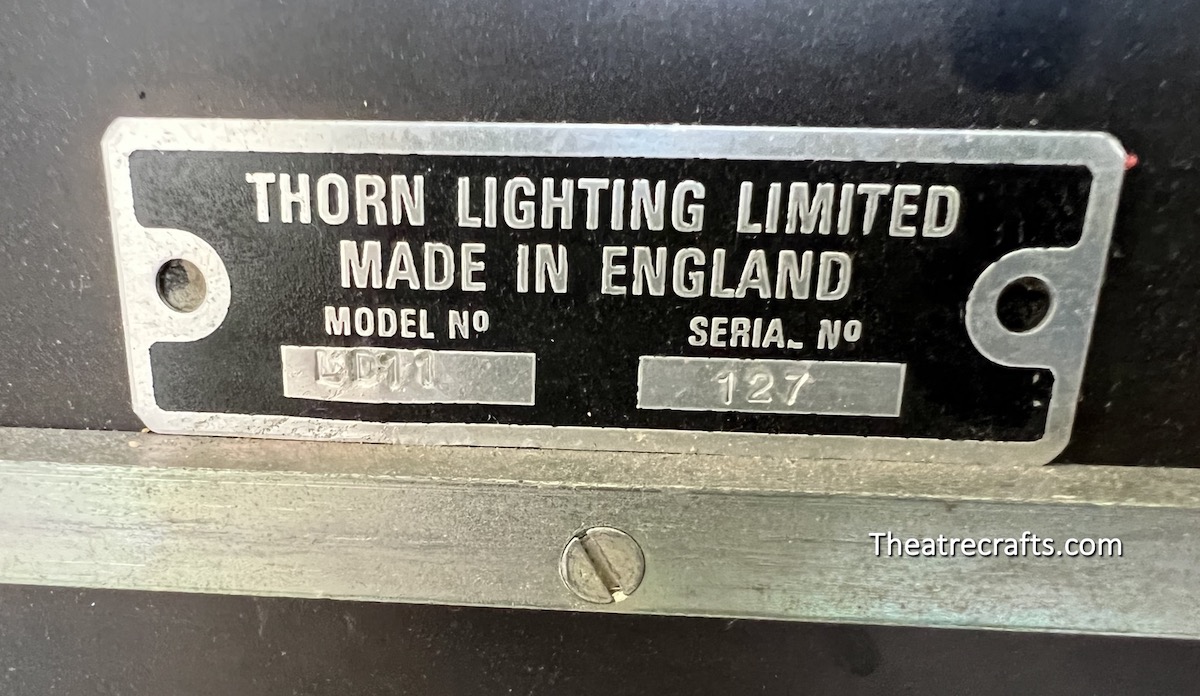 THORN LIGHTING LIMITED
MADE IN ENGLAND
MODEL Nº SERIAL Nº
127
Theatrecrafts.com